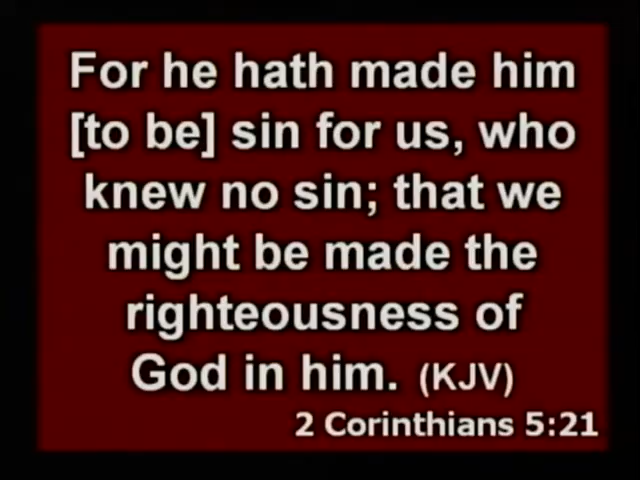 For he hath made him
[to be] sin for us, who
knew no sin; that we
might be made the
righteousness of
God in him. (KJV)
2 Corinthians 5:21